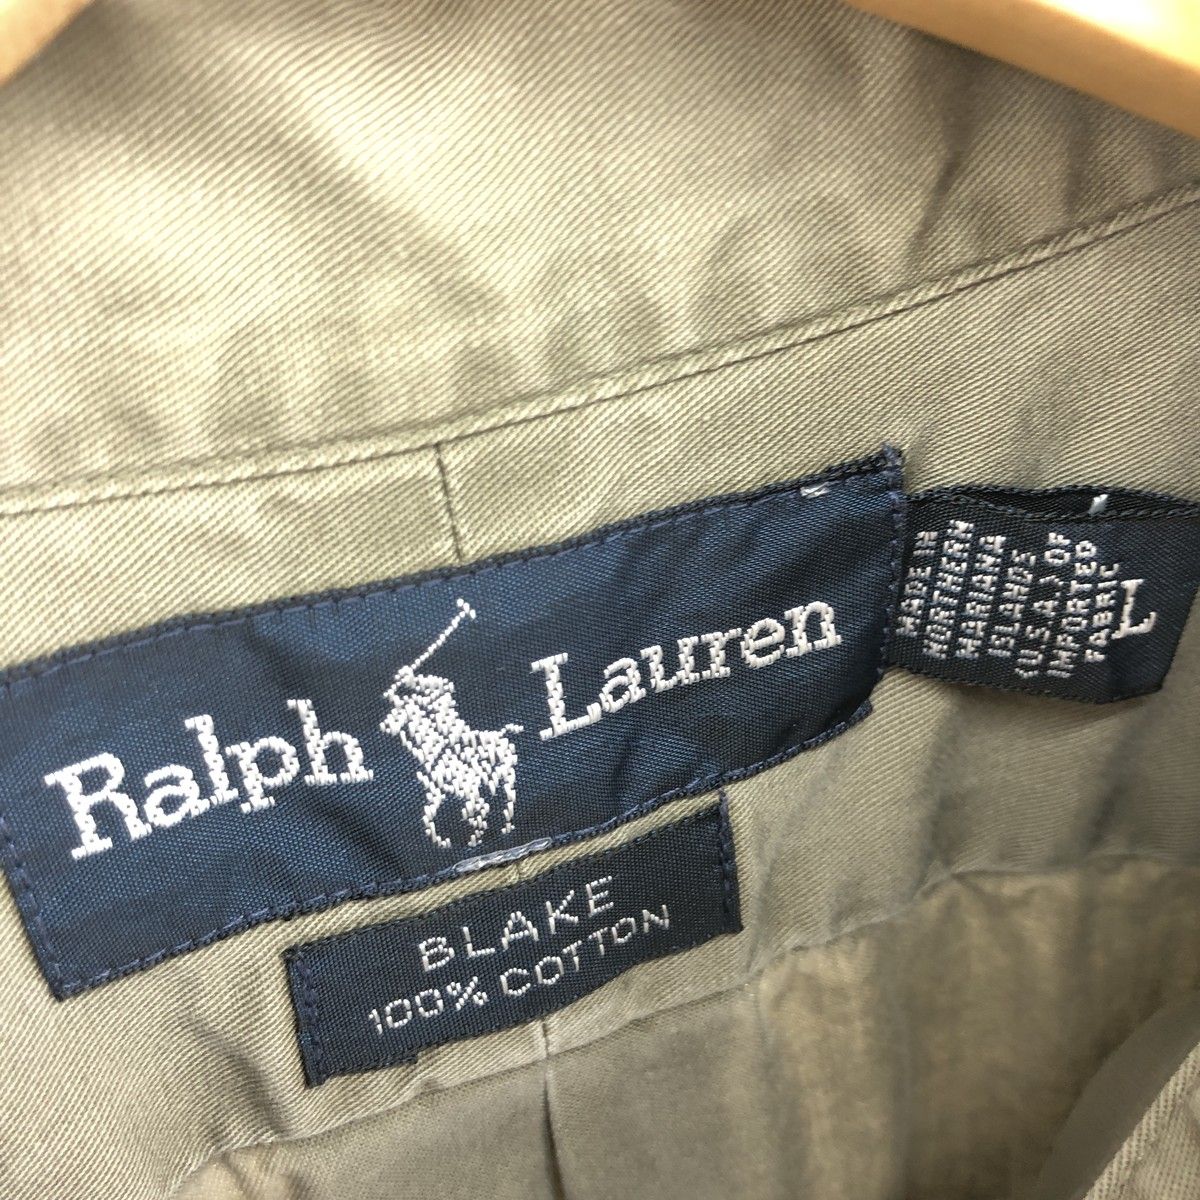 Ralph Lauren
BLAKE
100% COTTON
MADE IN
NORTHERN
MARIANA
ISLANDS
(U.S.A.) OF
IMPORTED
FABRIC
L